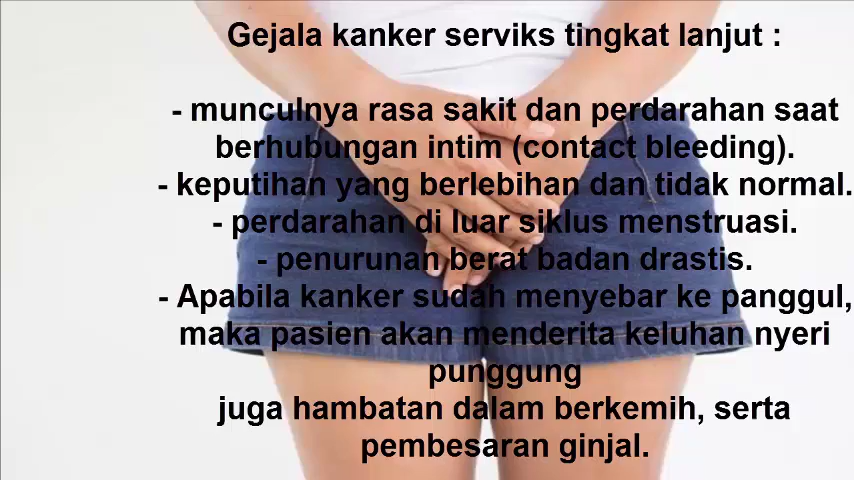 Gejala kanker serviks tingkat lanjut :
- munculnya rasa sakit dan perdarahan saat
berhubungan intim (contact bleeding).
- keputihan yang berlebihan dan tidak normal.
- perdarahan di luar siklus menstruasi.
- penurunan berat badan drastis.
- Apabila kanker sudah menyebar ke panggul,
maka pasien akan menderita keluhan nyeri
punggung
juga hambatan dalam berkemih, serta
pembesaran ginjal.